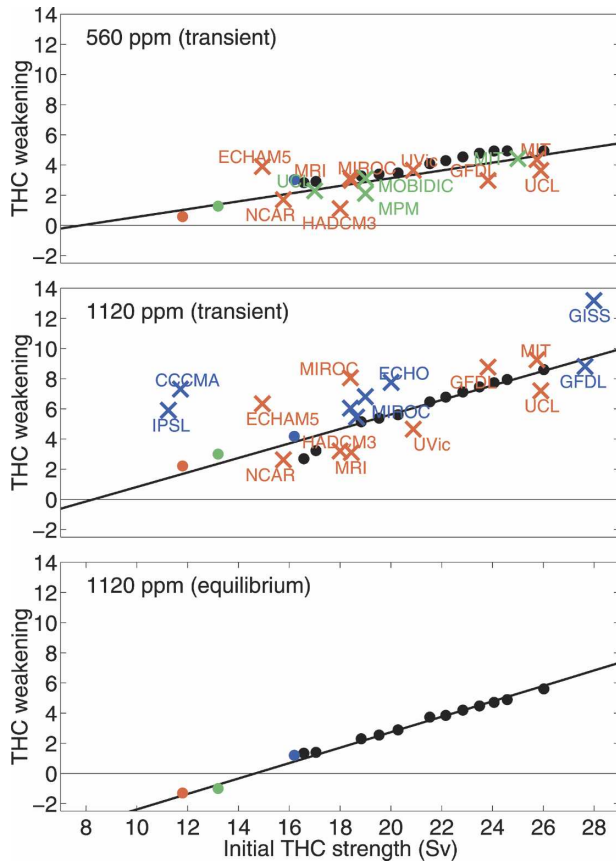 14
560 ppm (transient)
12
10
8
6
ECHAM5
MRI
MIROC
UVic
MIT
4
GFDL
2
MOBIDIC
UCL
NCAR
MPM
HADCM3
0
−2
THC weakening
14
1120 ppm (transient)
12
GISS
10
CCCMA
MIROC
ECHO
MIT
8
GFDL
GFDL
6
IPSL
ECHAM5
MIROC
UCL
4
HADCM3
UVic
2
NCAR
MRI
0
−2
THC weakening
14
1120 ppm (equilibrium)
12
10
8
6
4
2
0
−2
THC weakening
8 10 12 14 16 18 20 22 24 26 28
Initial THC strength (Sv)